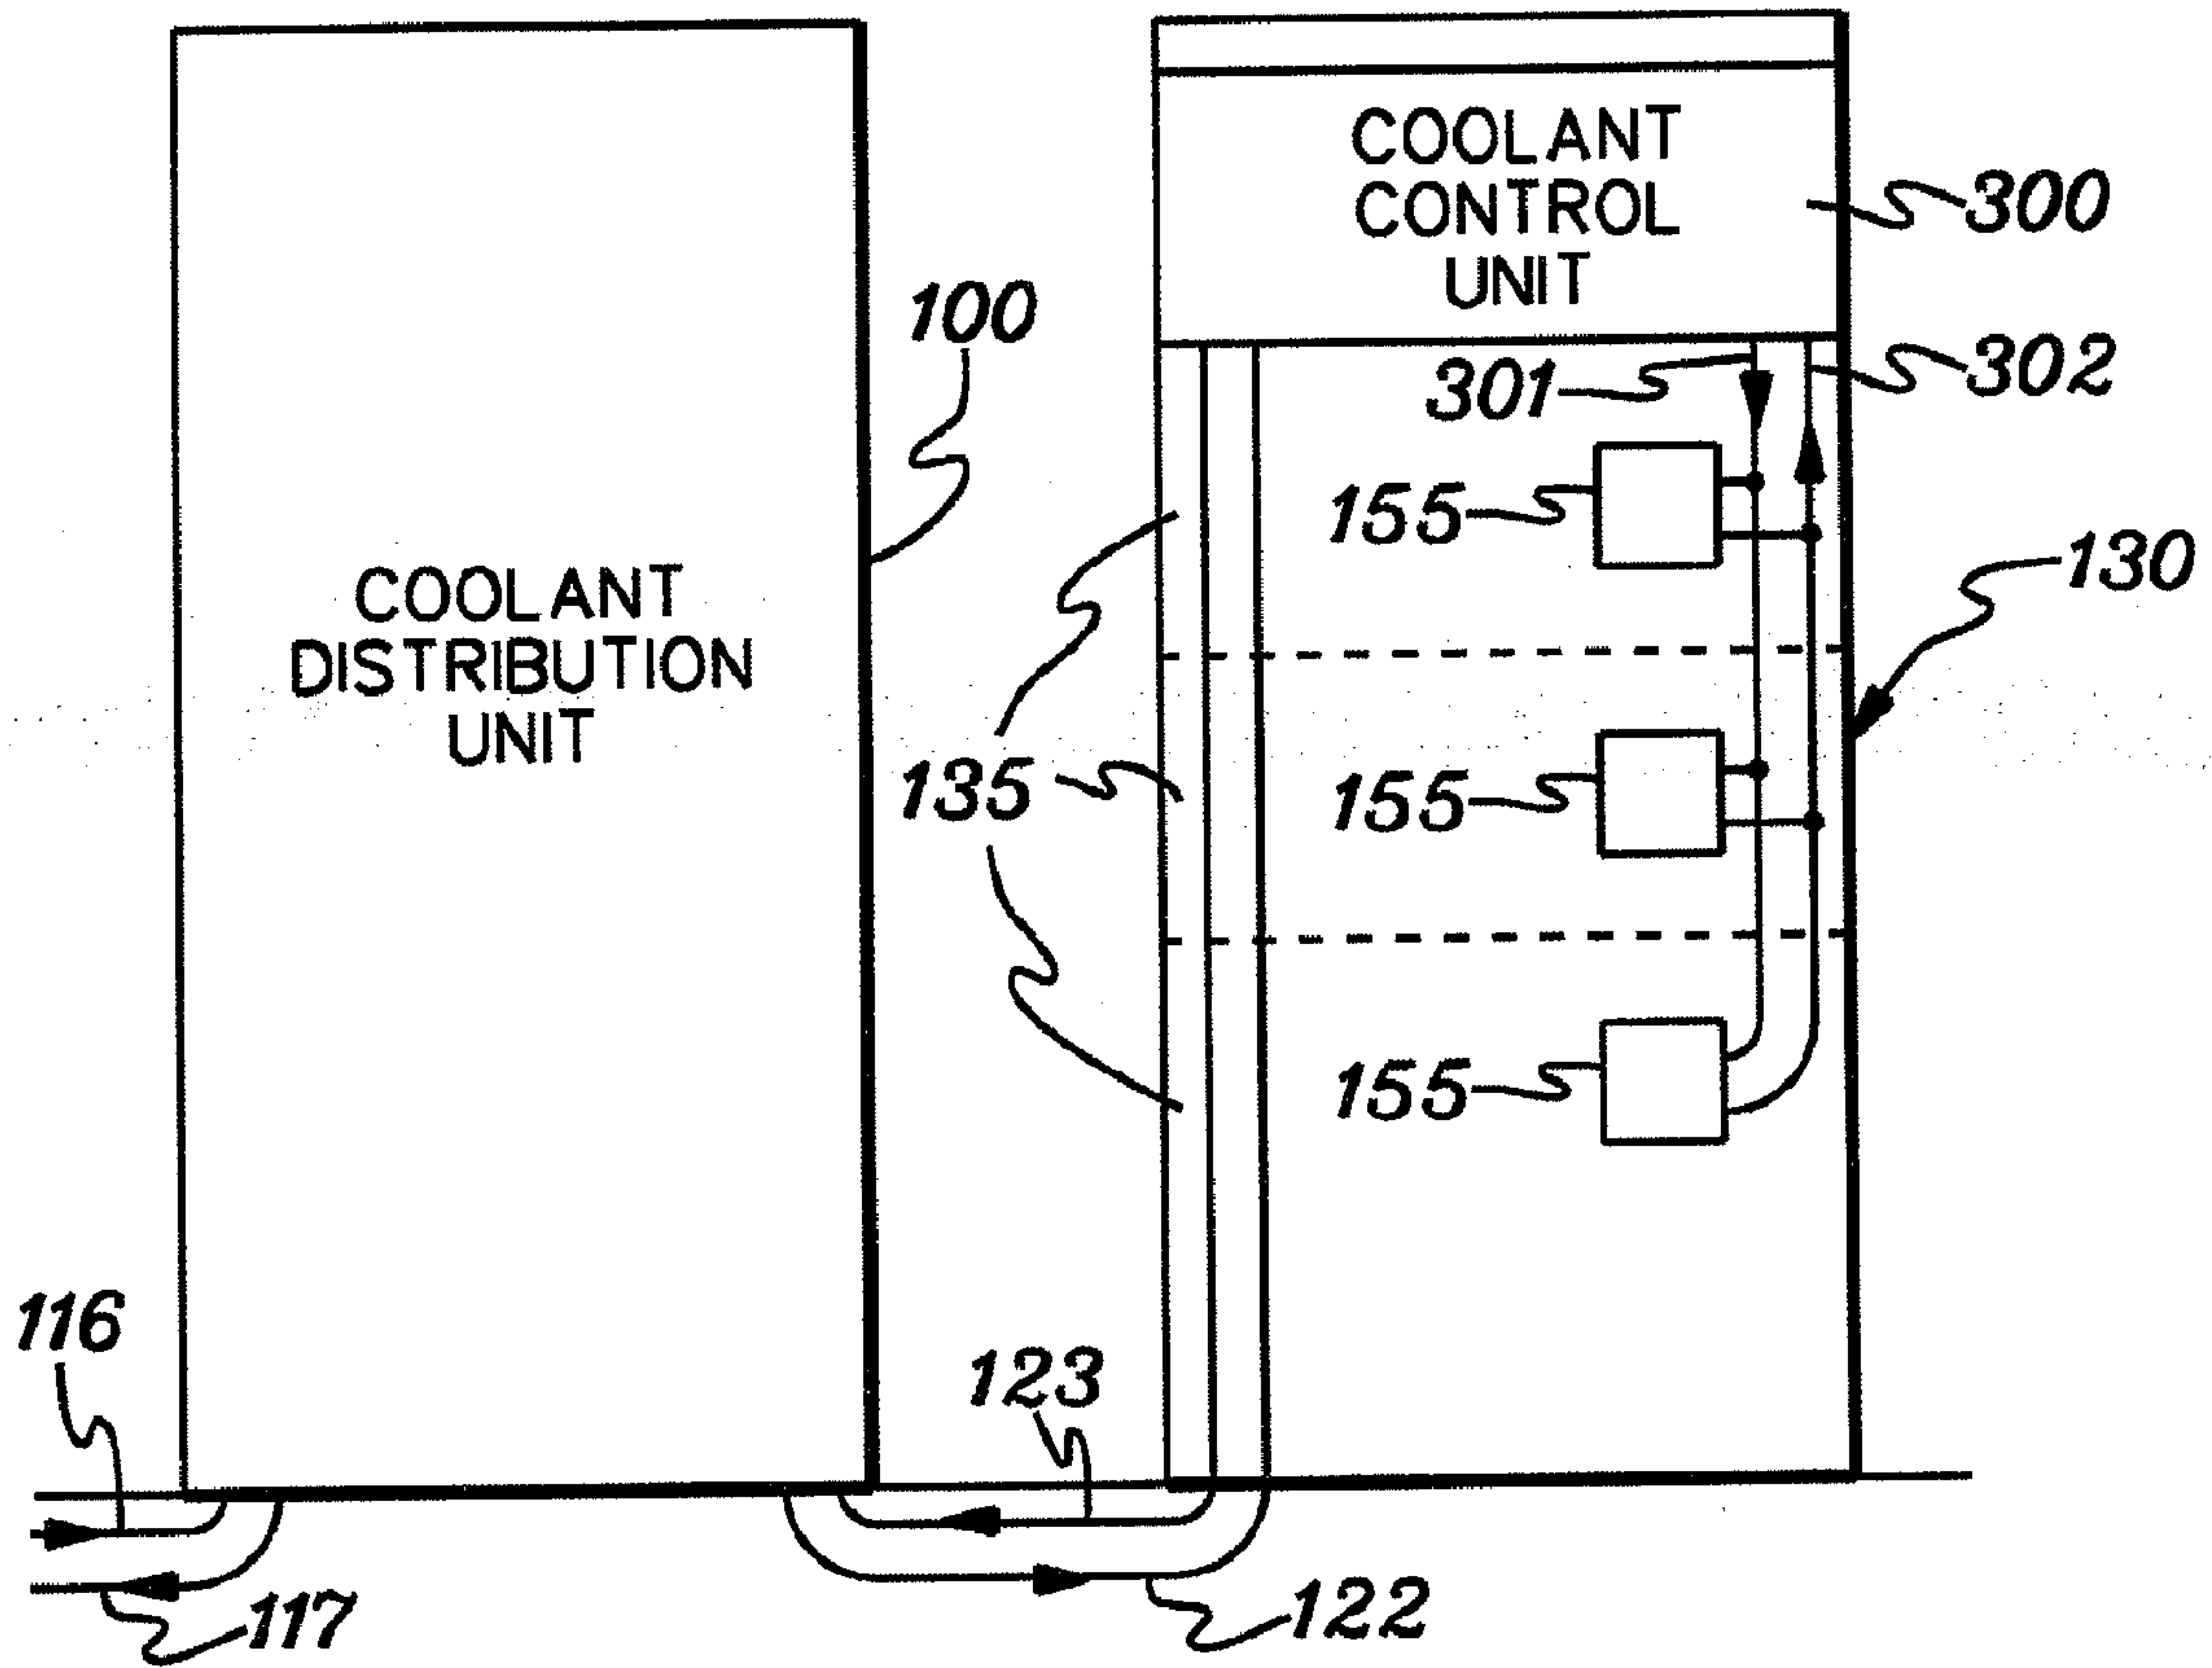 COOLANT
CONTROL
UNIT
300
100
301
302
155
130
COOLANT
DISTRIBUTION
UNIT
135
155
155
116
123
117
122